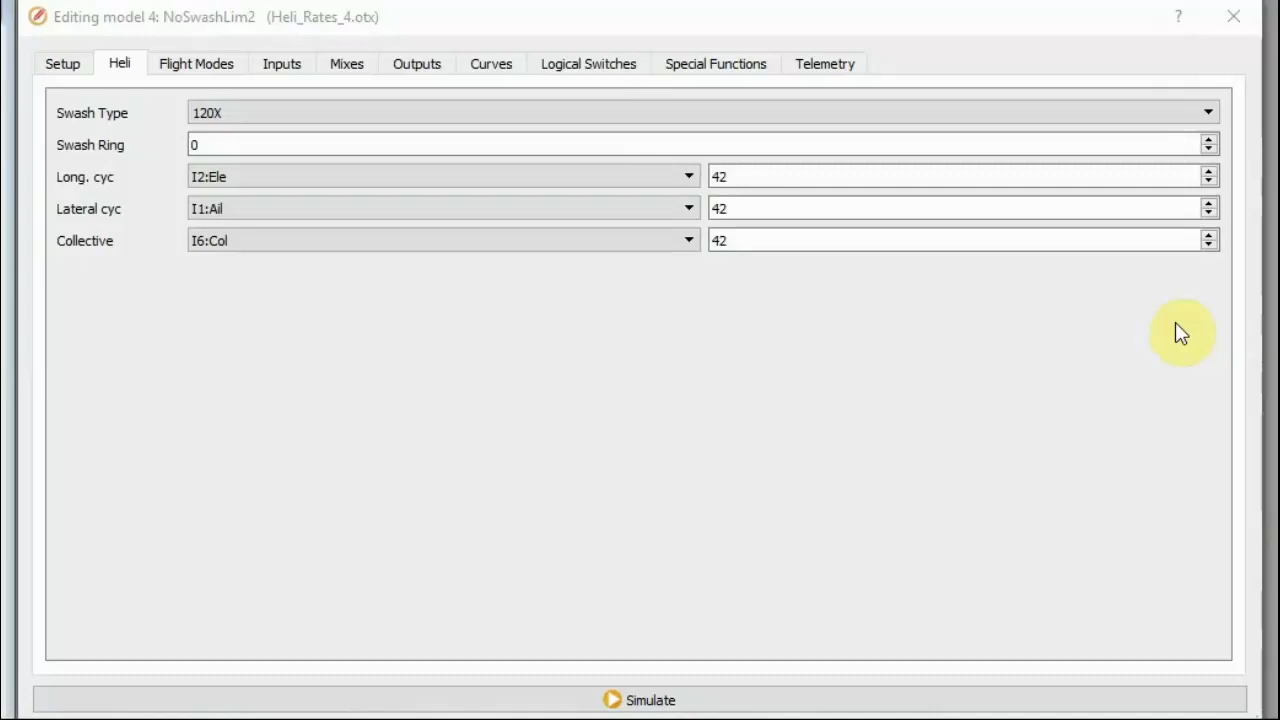 Editing model 4: NoSwashLim2 (Heli_Rates_4.otx) ?
Setup Heli Flight Modes Inputs Mixes Outputs Curves Logical Switches Special Functions Telemetry
Swash Type 120X
Swash Ring 0
Long. cyc I2:Ele 42
Lateral cyc I1:Ail 42
Collective I6:Col 42
Simulate